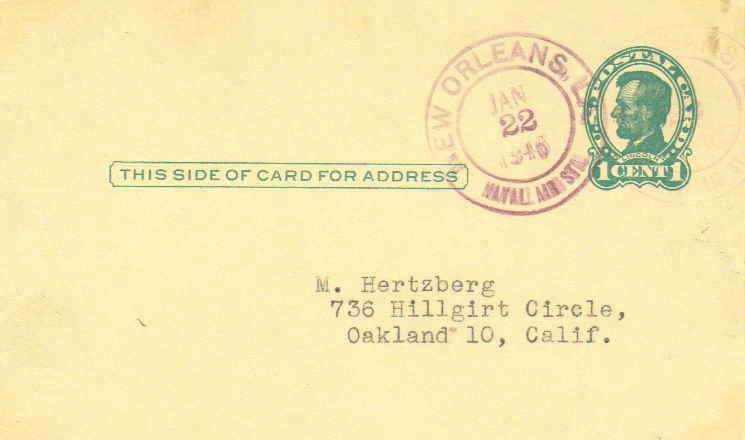 NEW ORLEANS, L
JAN
22
NAVAL AIR STA.
U.S. POSTAL CARD
LINCOLN
1 CENT 1
THIS SIDE OF CARD FOR ADDRESS
M. Hertzberg
736 Hillgirt Circle,
Oakland 10, Calif.